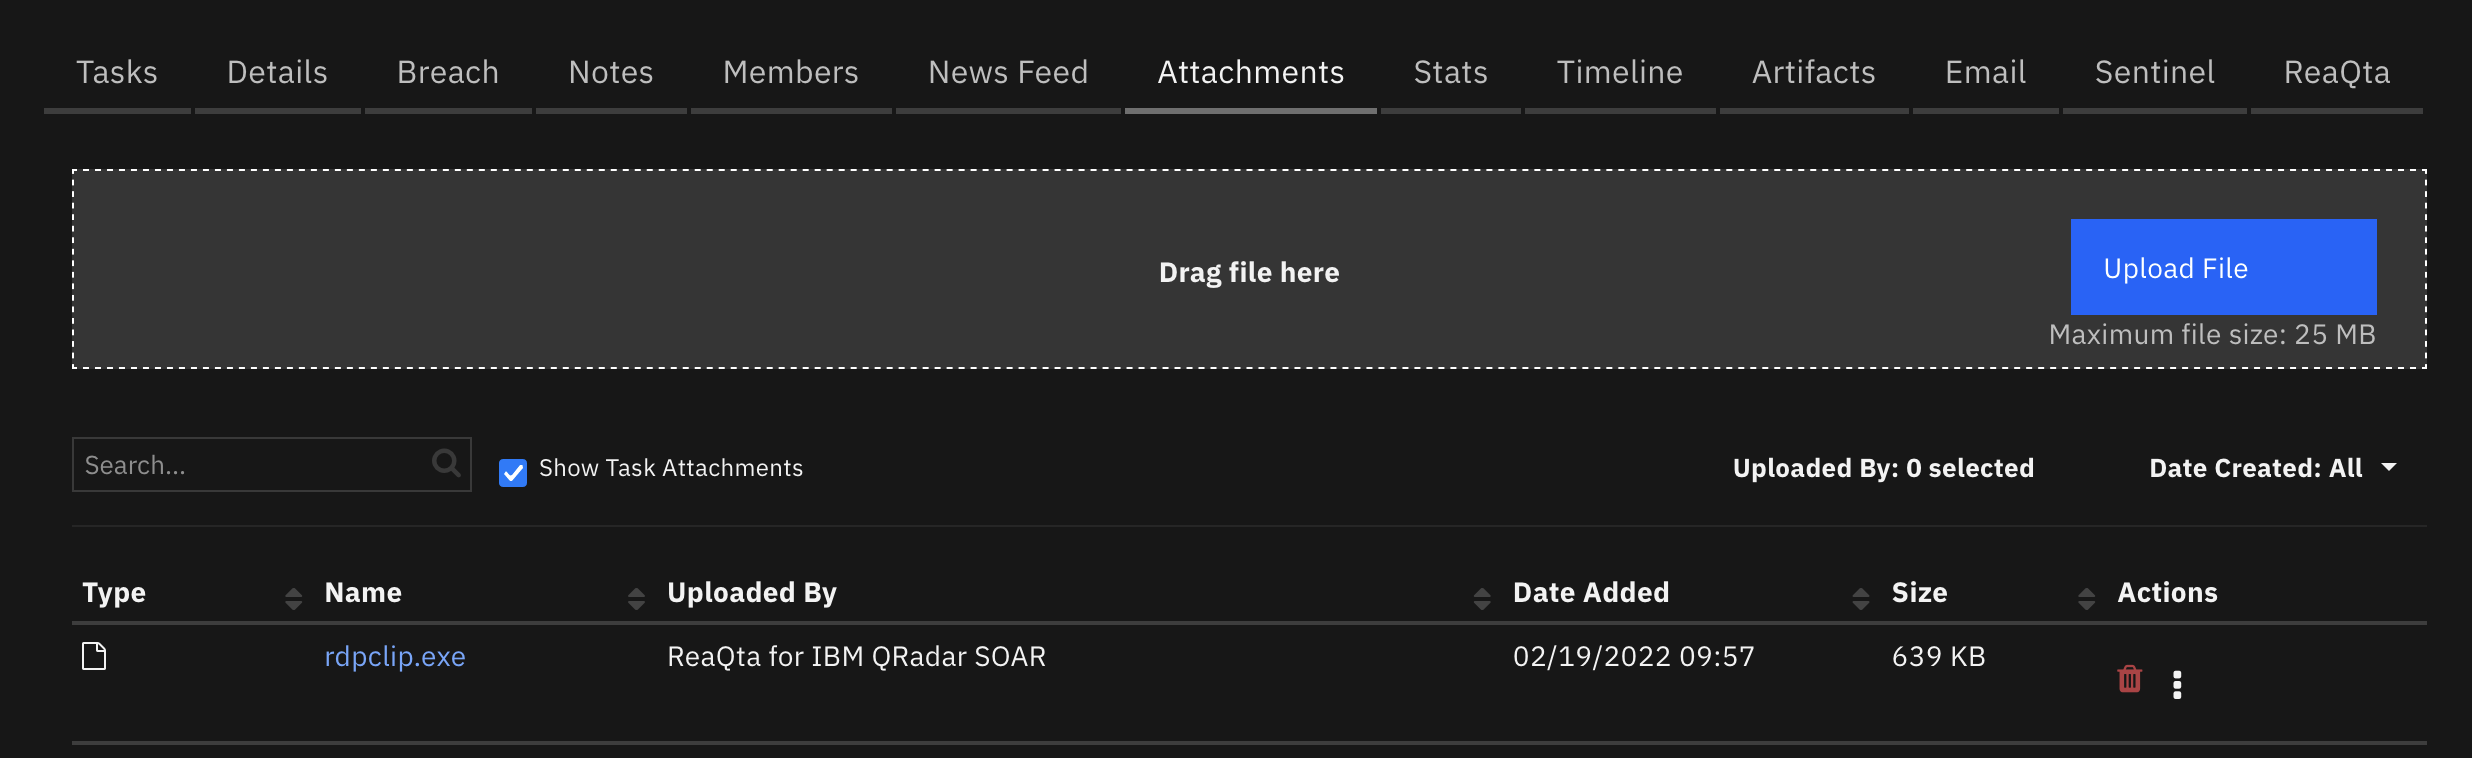 Tasks Details Breach Notes Members News Feed Attachments Stats Timeline Artifacts Email Sentinel ReaQta
Drag file here
Upload File
Maximum file size: 25 MB
Search...
Show Task Attachments
Uploaded By: 0 selected
Date Created: All
Type Name Uploaded By Date Added Size Actions
rdpclip.exe ReaQta for IBM QRadar SOAR 02/19/2022 09:57 639 KB